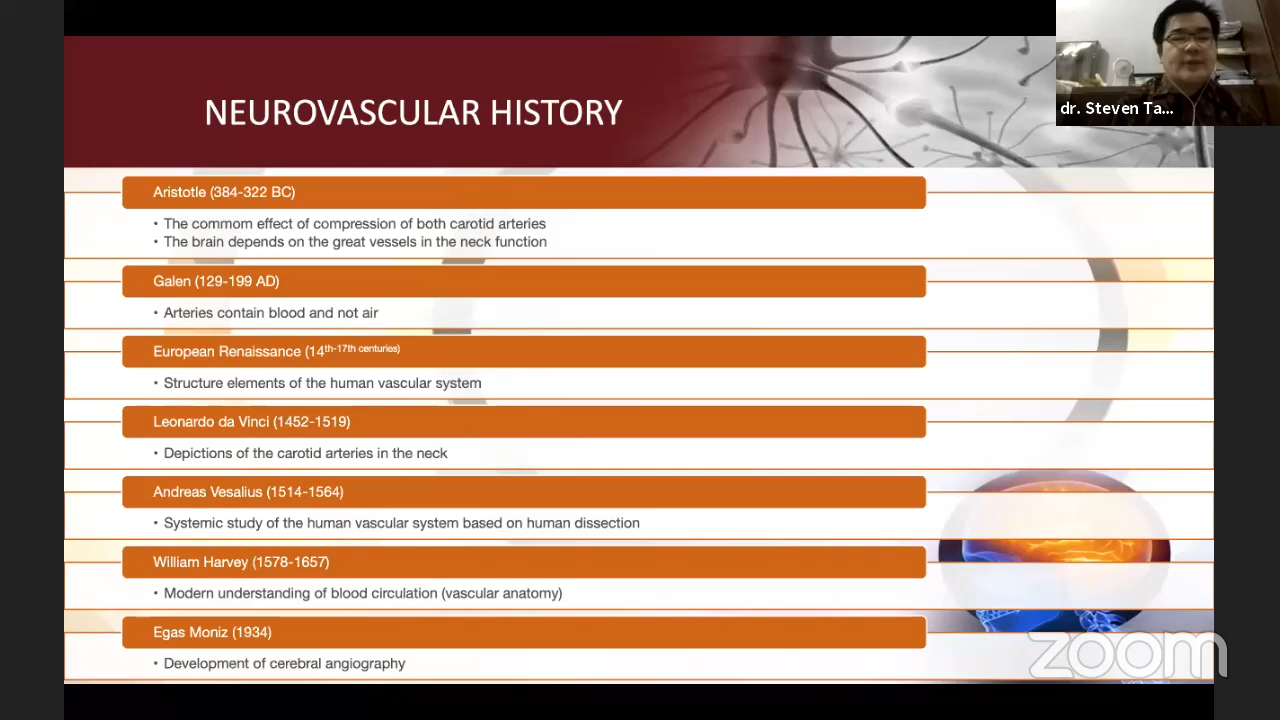 dr. Steven Ta...
NEUROVASCULAR HISTORY
Aristotle (384-322 BC)
• The commom effect of compression of both carotid arteries
• The brain depends on the great vessels in the neck function
Galen (129-199 AD)
• Arteries contain blood and not air
European Renaissance (14th-17th centuries)
• Structure elements of the human vascular system
Leonardo da Vinci (1452-1519)
• Depictions of the carotid arteries in the neck
Andreas Vesalius (1514-1564)
• Systemic study of the human vascular system based on human dissection
William Harvey (1578-1657)
• Modern understanding of blood circulation (vascular anatomy)
Egas Moniz (1934)
• Development of cerebral angiography
zoom